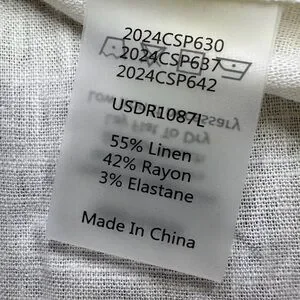 2024CSP630
2024CSP637
2024CSP642
USDR1087L
55% Linen
42% Rayon
3% Elastane
Made In China